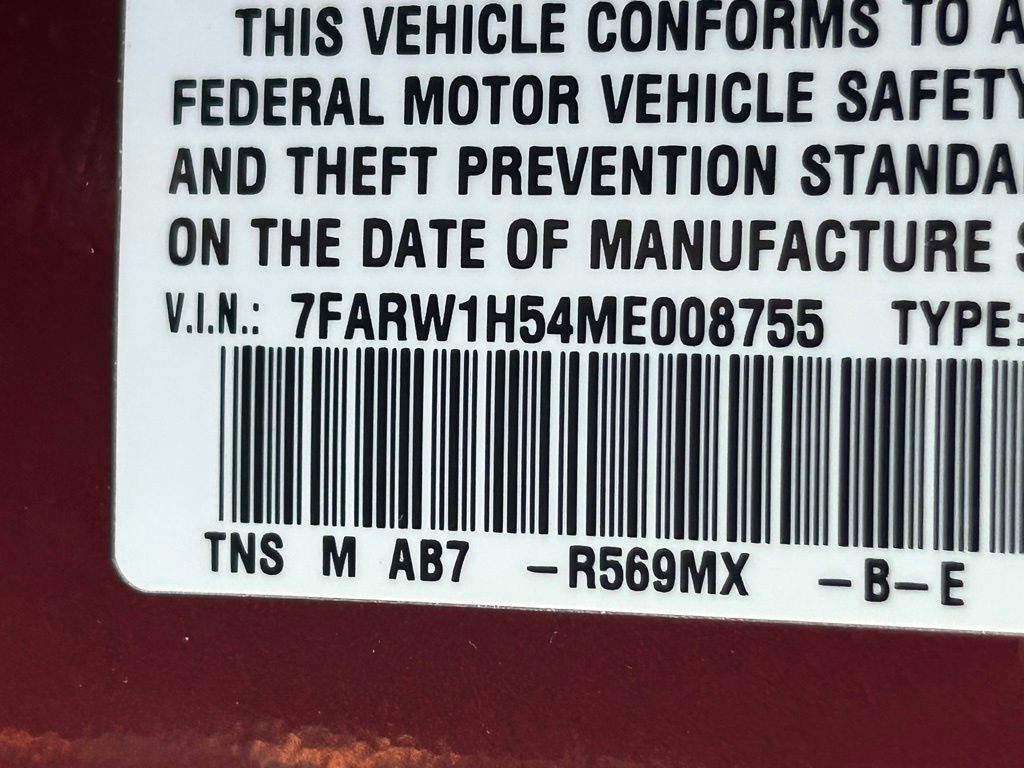 THIS VEHICLE CONFORMS TO A
FEDERAL MOTOR VEHICLE SAFETY
AND THEFT PREVENTION STANDA
ON THE DATE OF MANUFACTURE S
V.I.N.: 7FARW1H54ME008755 TYPE:
TNS M AB7 -R569MX -B-E